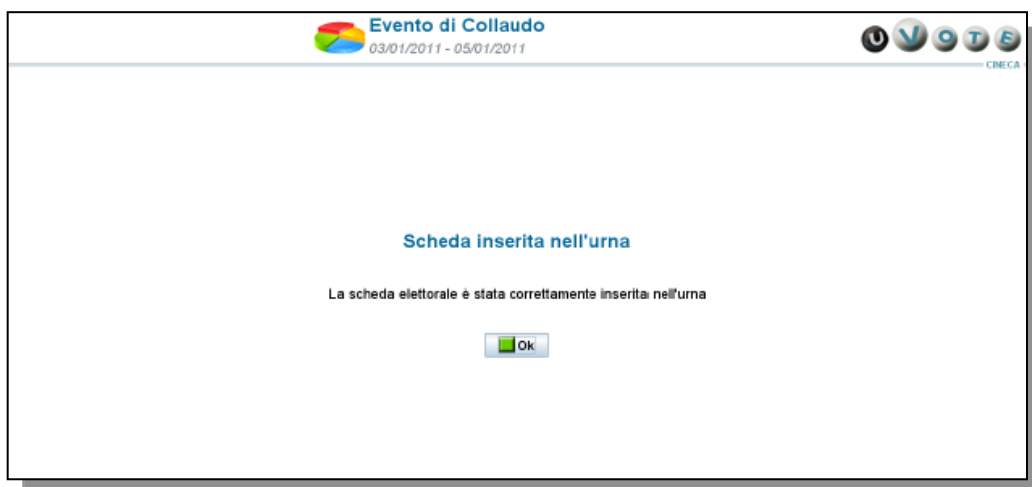 Evento di Collaudo
03/01/2011 - 05/01/2011
U VOTE
CINECA
Scheda inserita nell'urna
La scheda elettorale è stata correttamente inserita nell'urna
Ok